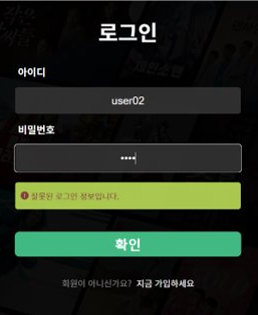 로그인
아이디
user02
비밀번호
••••
잘못된 로그인 정보입니다.
확인
회원이 아니신가요? 지금 가입하세요